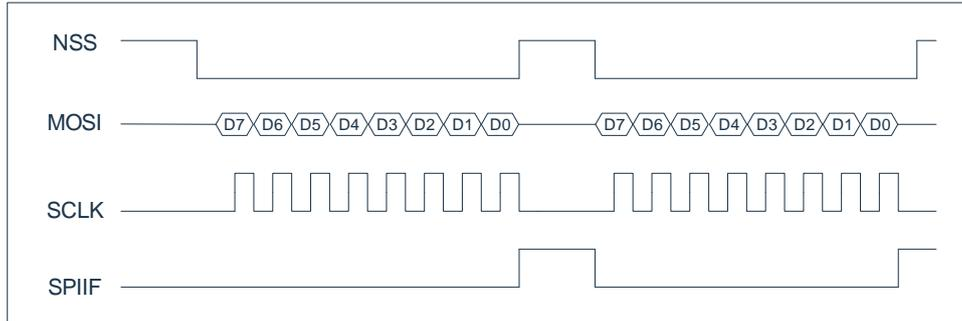 NSS
MOSI D7 D6 D5 D4 D3 D2 D1 D0 D7 D6 D5 D4 D3 D2 D1 D0
SCLK
SPIIF